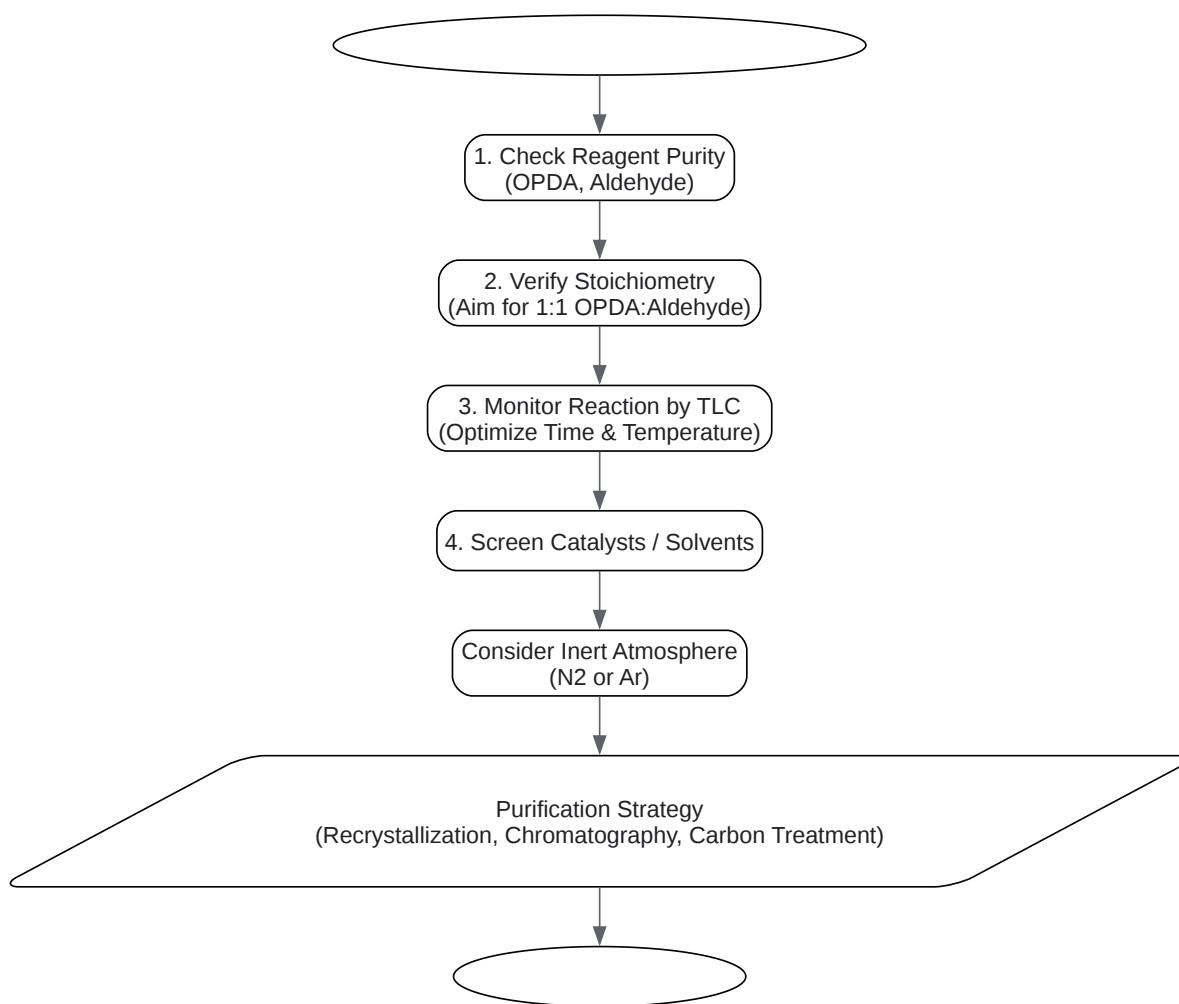 1. Check Reagent Purity
(OPDA, Aldehyde)
2. Verify Stoichiometry
(Aim for 1:1 OPDA:Aldehyde)
3. Monitor Reaction by TLC
(Optimize Time & Temperature)
4. Screen Catalysts / Solvents
Consider Inert Atmosphere
(N2 or Ar)
Purification Strategy
(Recrystallization, Chromatography, Carbon Treatment)